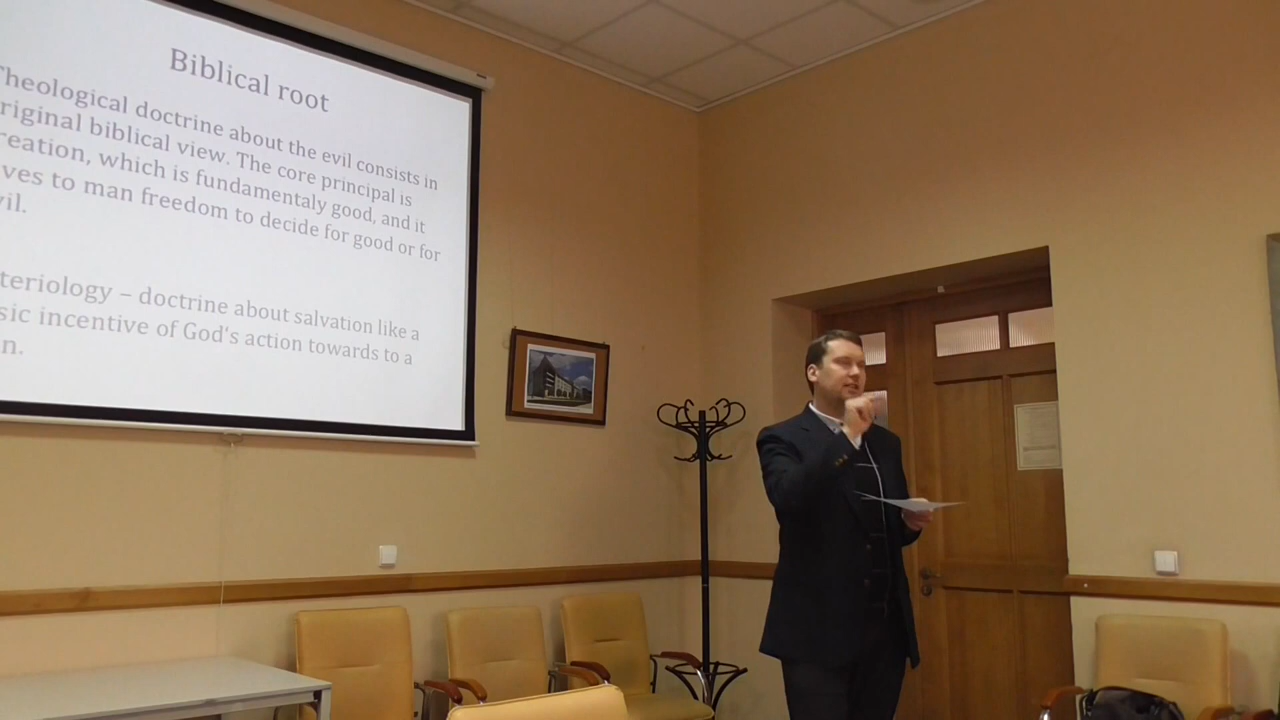 Biblical root
Theological doctrine about the evil consists in
riginal biblical view. The core principal is
reation, which is fundamentaly good, and it
ves to man freedom to decide for good or for
vil.
teriology – doctrine about salvation like a
sic incentive of God's action towards to a
n.